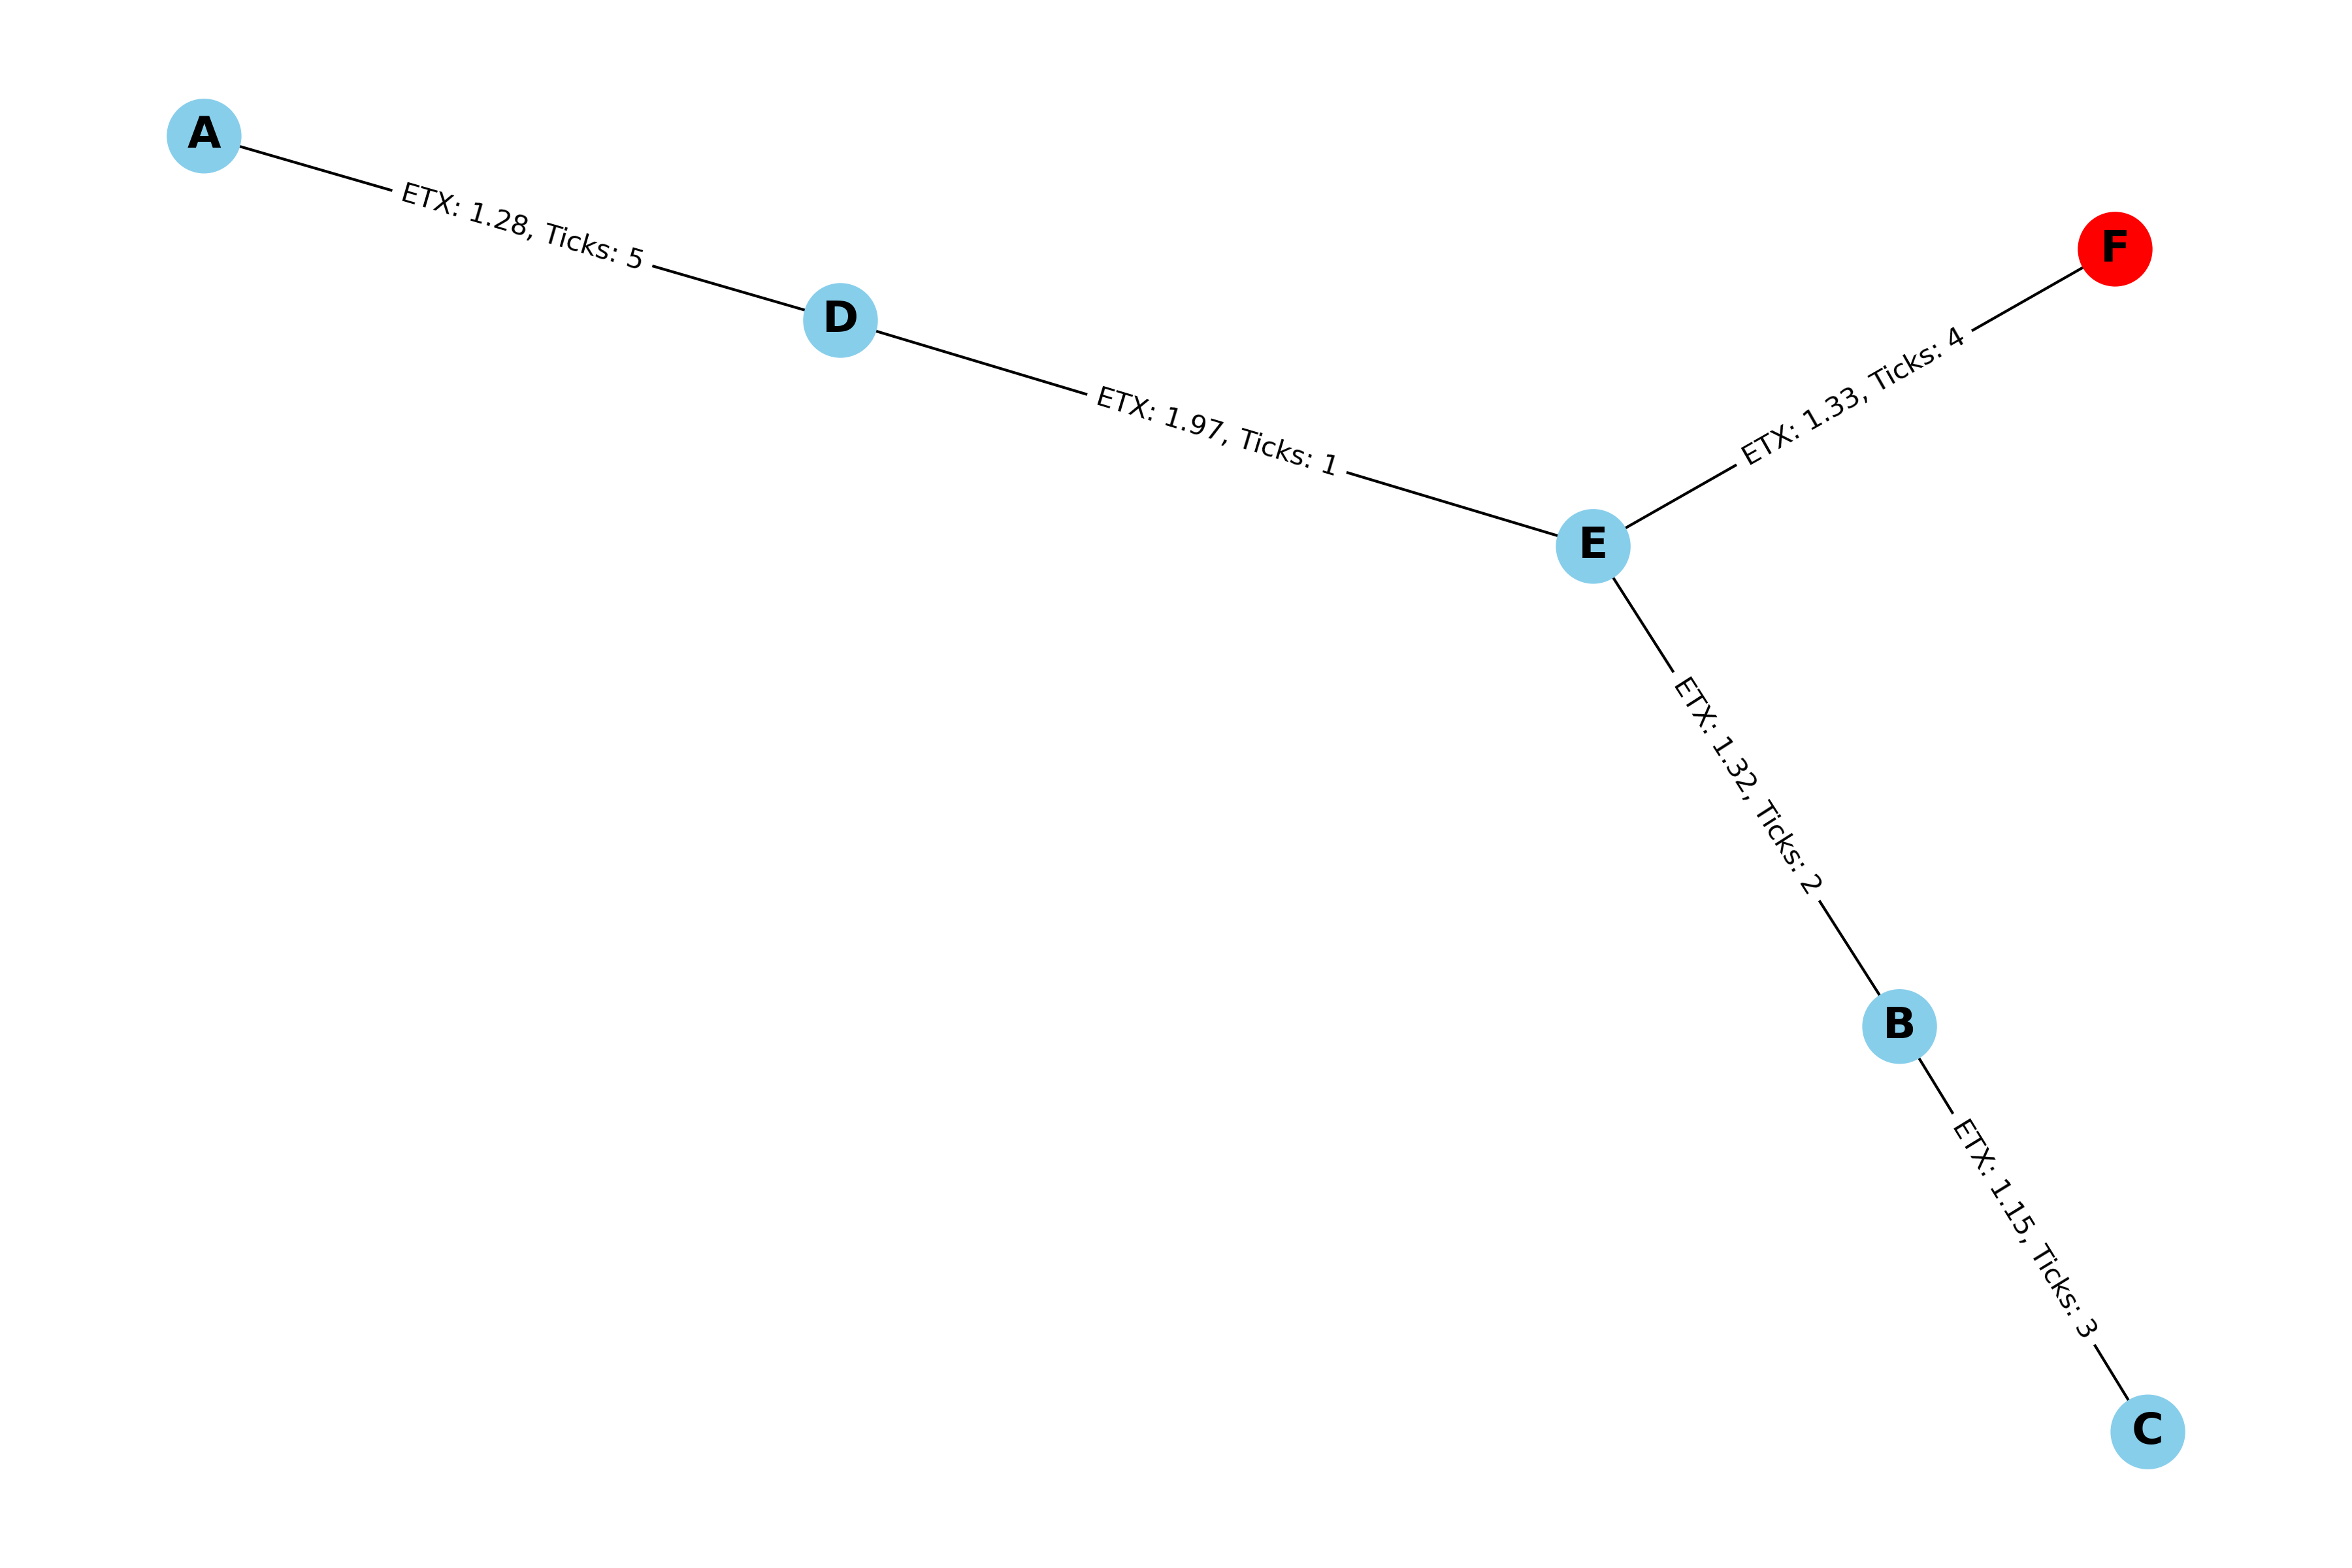 A
ETX: 1.28, Ticks: 5
F
D
ETX: 1.33, Ticks: 4
ETX: 1.97, Ticks: 1
E
ETX: 1.32, Ticks: 2
B
ETX: 1.15, Ticks: 3
C